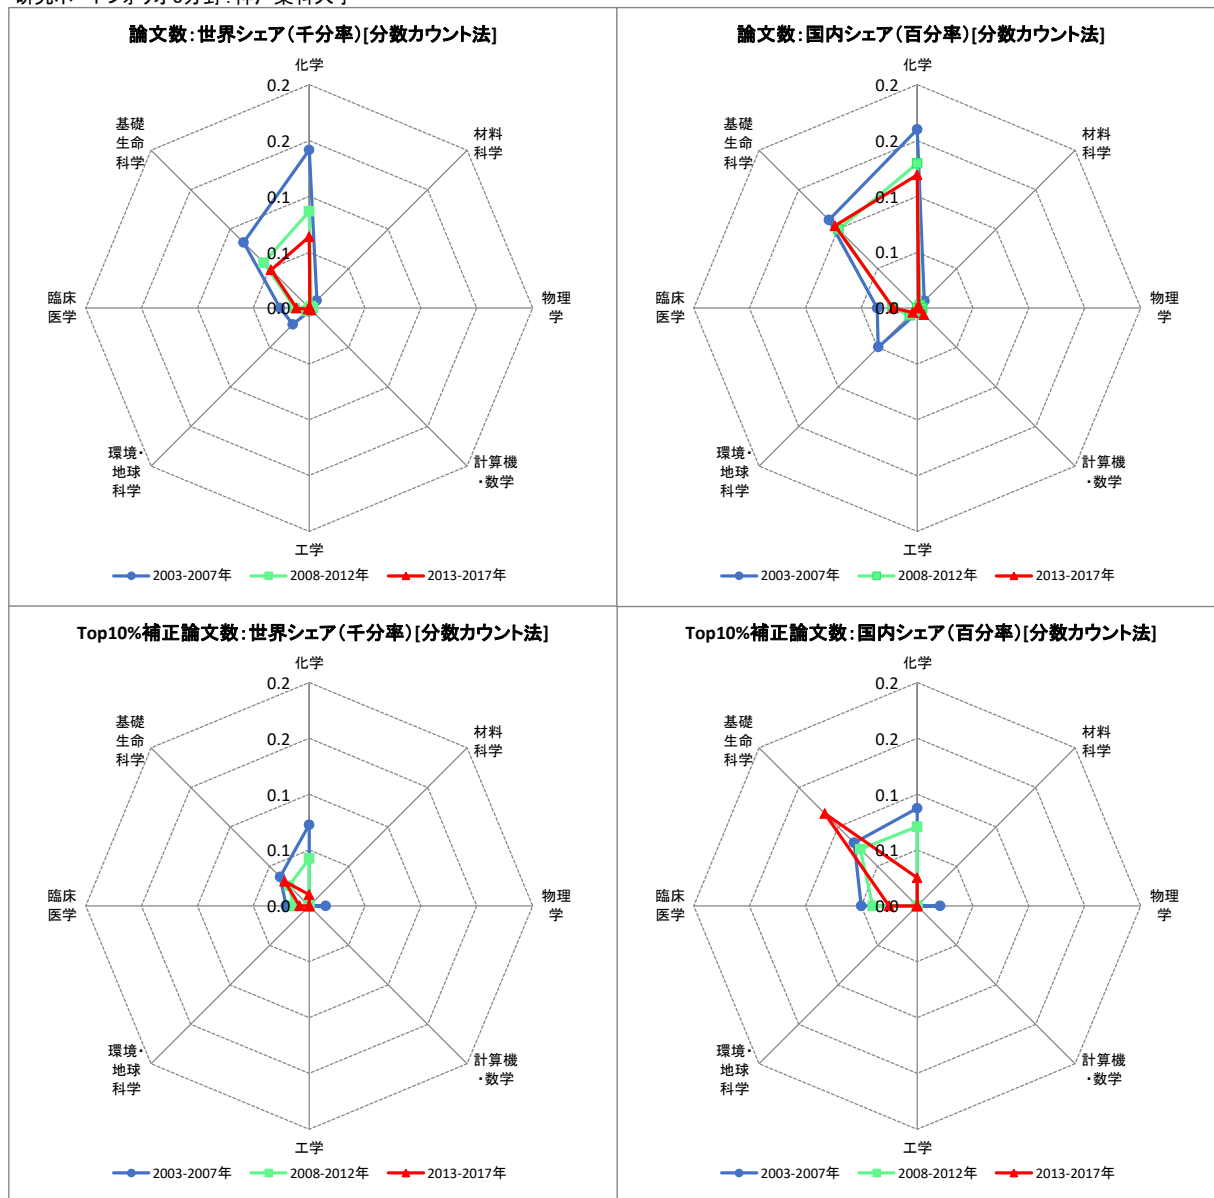 論文数:世界シェア(千分率)[分数カウント法]
化学
0.2
0.2
0.1
0.1
0.0
基礎
生命
科学
材料
科学
臨床
医学
物理
学
環境・
地球
科学
計算機
・数学
工学
2003-2007年 2008-2012年 2013-2017年
論文数:国内シェア(百分率)[分数カウント法]
化学
0.2
0.2
0.1
0.1
0.0
基礎
生命
科学
材料
科学
臨床
医学
物理
学
環境・
地球
科学
計算機
・数学
工学
2003-2007年 2008-2012年 2013-2017年
Top10%補正論文数:世界シェア(千分率)[分数カウント法]
化学
0.2
0.2
0.1
0.1
0.0
基礎
生命
科学
材料
科学
臨床
医学
物理
学
環境・
地球
科学
計算機
・数学
工学
2003-2007年 2008-2012年 2013-2017年
Top10%補正論文数:国内シェア(百分率)[分数カウント法]
化学
0.2
0.2
0.1
0.1
0.0
基礎
生命
科学
材料
科学
臨床
医学
物理
学
環境・
地球
科学
計算機
・数学
工学
2003-2007年 2008-2012年 2013-2017年